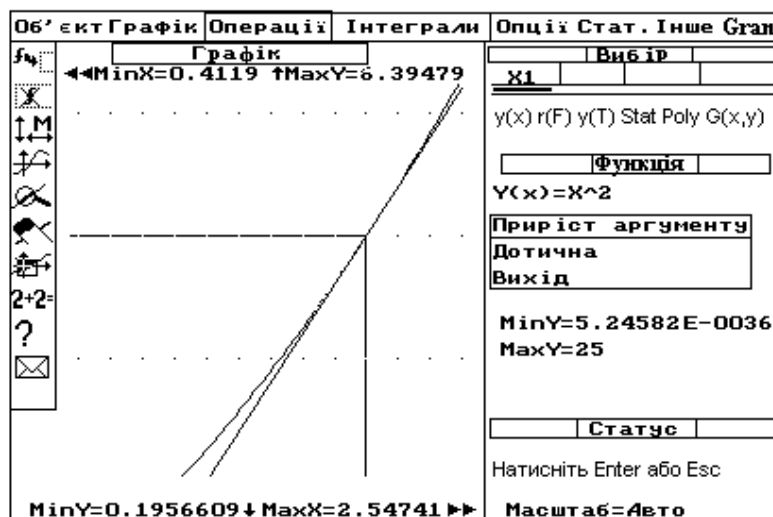 Об'єкт Графік Операції Інтеграли Опції Стат. Інше Gran
Графік
◄◄MinX=0.4119 ↑MaxY=6.39479
M
2+2=
?
MinY=0.1956609↓MaxX=2.54741►►
Вибір
X1
y(x) r(F) y(T) Stat Poly G(x,y)
Функція
Y(x)=X^2
Приріст аргументу
Дотична
Вихід
MinY=5.24582E-0036
MaxY=25
Статус
Натисніть Enter або Esc
Масштаб=Авто